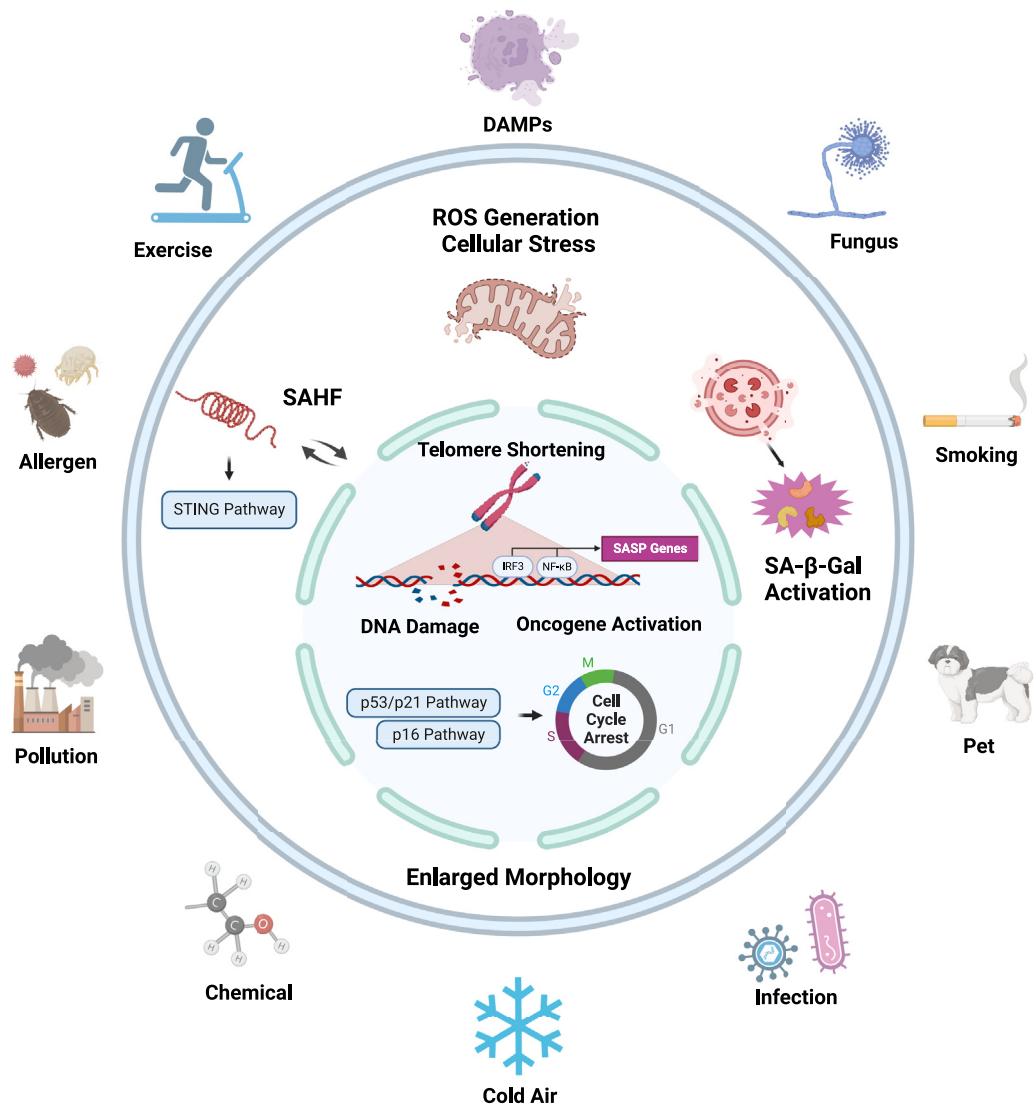 DAMPs
Exercise
Fungus
ROS Generation
Cellular Stress
Allergen
SAHF
Smoking
STING Pathway
Telomere Shortening
SASP Genes
IRF3
NF-κB
SA-β-Gal
Activation
DNA Damage
Oncogene Activation
M
G2
S
G1
Cell
Cycle
Arrest
p53/p21 Pathway
p16 Pathway
Pollution
Pet
Enlarged Morphology
H
H
C
C
O
H
H
H
Chemical
Infection
Cold Air